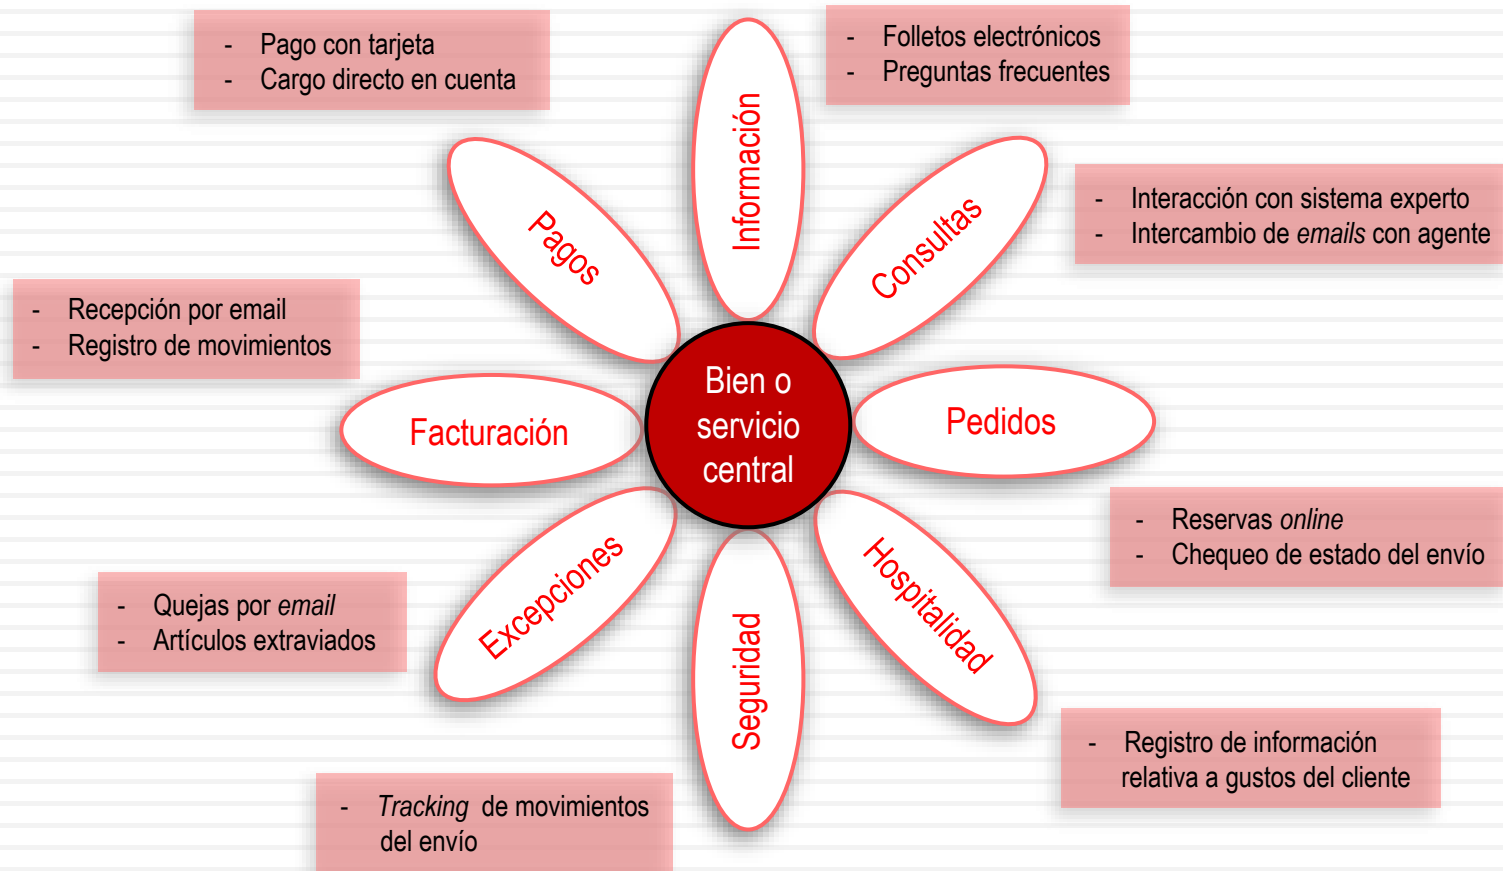 - Pago con tarjeta
- Cargo directo en cuenta
- Folletos electrónicos
- Preguntas frecuentes
Información
Pagos
Consultas
- Interacción con sistema experto
- Intercambio de emails con agente
- Recepción por email
- Registro de movimientos
Facturación
Bien o
servicio
central
Pedidos
- Reservas online
- Chequeo de estado del envío
Excepciones
Hospitalidad
- Quejas por email
- Artículos extraviados
Seguridad
- Registro de información
relativa a gustos del cliente
- Tracking de movimientos
del envío